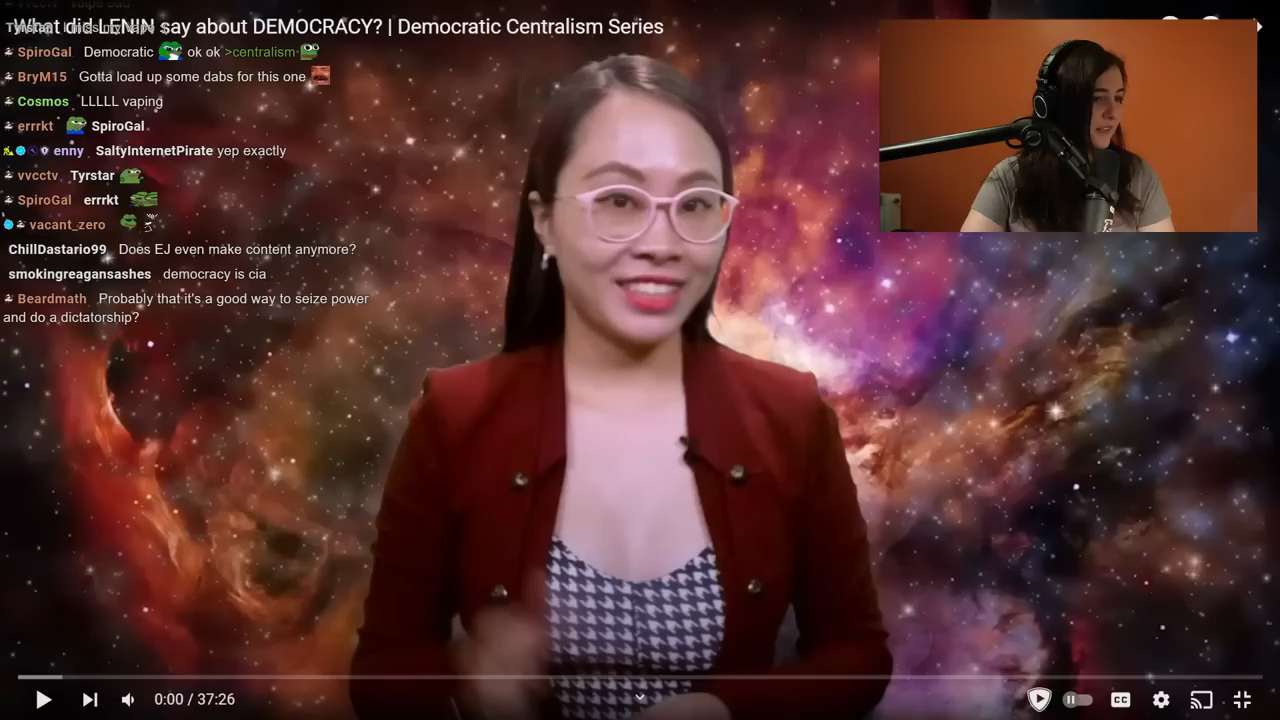 What did LENIN say about DEMOCRACY? | Democratic Centralism Series
SpiroGal Democratic ok ok >centralism
BryM15 Gotta load up some dabs for this one
Cosmos LLLLL vaping
errrkt SpiroGal
enny SaltyInternetPirate yep exactly
vvcctv Tyrstar
SpiroGal errrkt
vacant_zero
ChillDastario99 Does EJ even make content anymore?
smokingreagansashes democracy is cia
Beardmath Probably that's a good way to seize power
and do a dictatorship?
0:00 / 37:26
CC